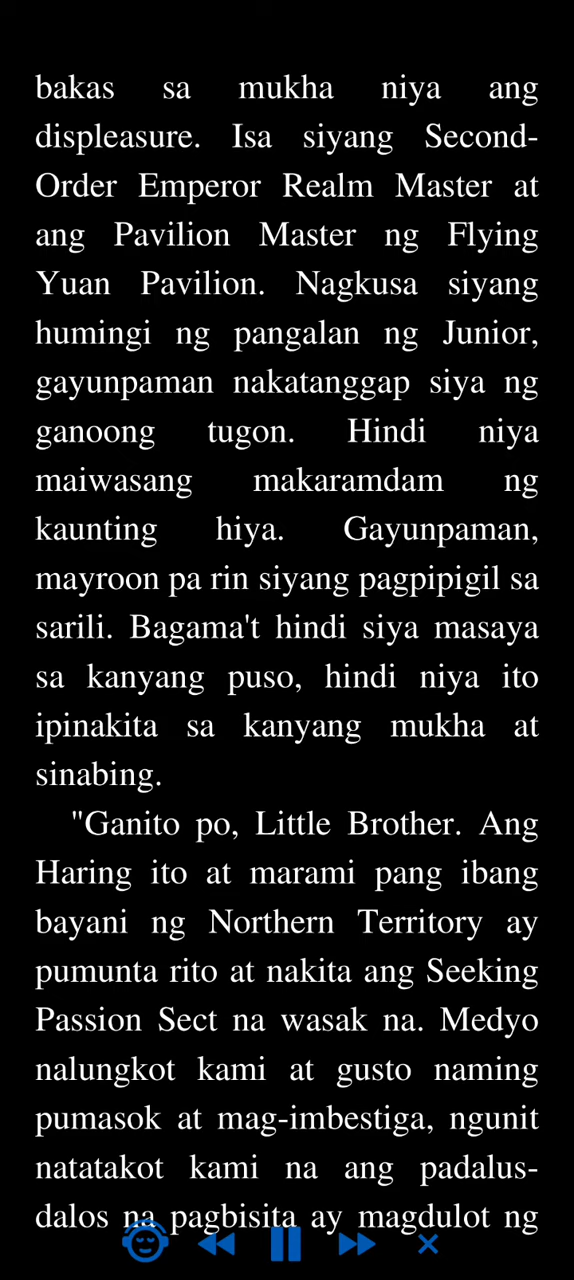 bakas sa mukha niya ang
displeasure. Isa siyang Second-
Order Emperor Realm Master at
ang Pavilion Master ng Flying
Yuan Pavilion. Nagkusa siyang
humingi ng pangalan ng Junior,
gayunpaman nakatanggap siya ng
ganoong tugon. Hindi niya
maiwasang makaramdam ng
kaunting hiya. Gayunpaman,
mayroon pa rin siyang pagpipigil sa
sarili. Bagama't hindi siya masaya
sa kanyang puso, hindi niya ito
ipinakita sa kanyang mukha at
sinabing.
"Ganito po, Little Brother. Ang
Haring ito at marami pang ibang
bayani ng Northern Territory ay
pumunta rito at nakita ang Seeking
Passion Sect na wasak na. Medyo
nalungkot kami at gusto naming
pumasok at mag-imbestiga, ngunit
natatakot kami na ang padalus-
dalos na pagbisita ay magdulot ng